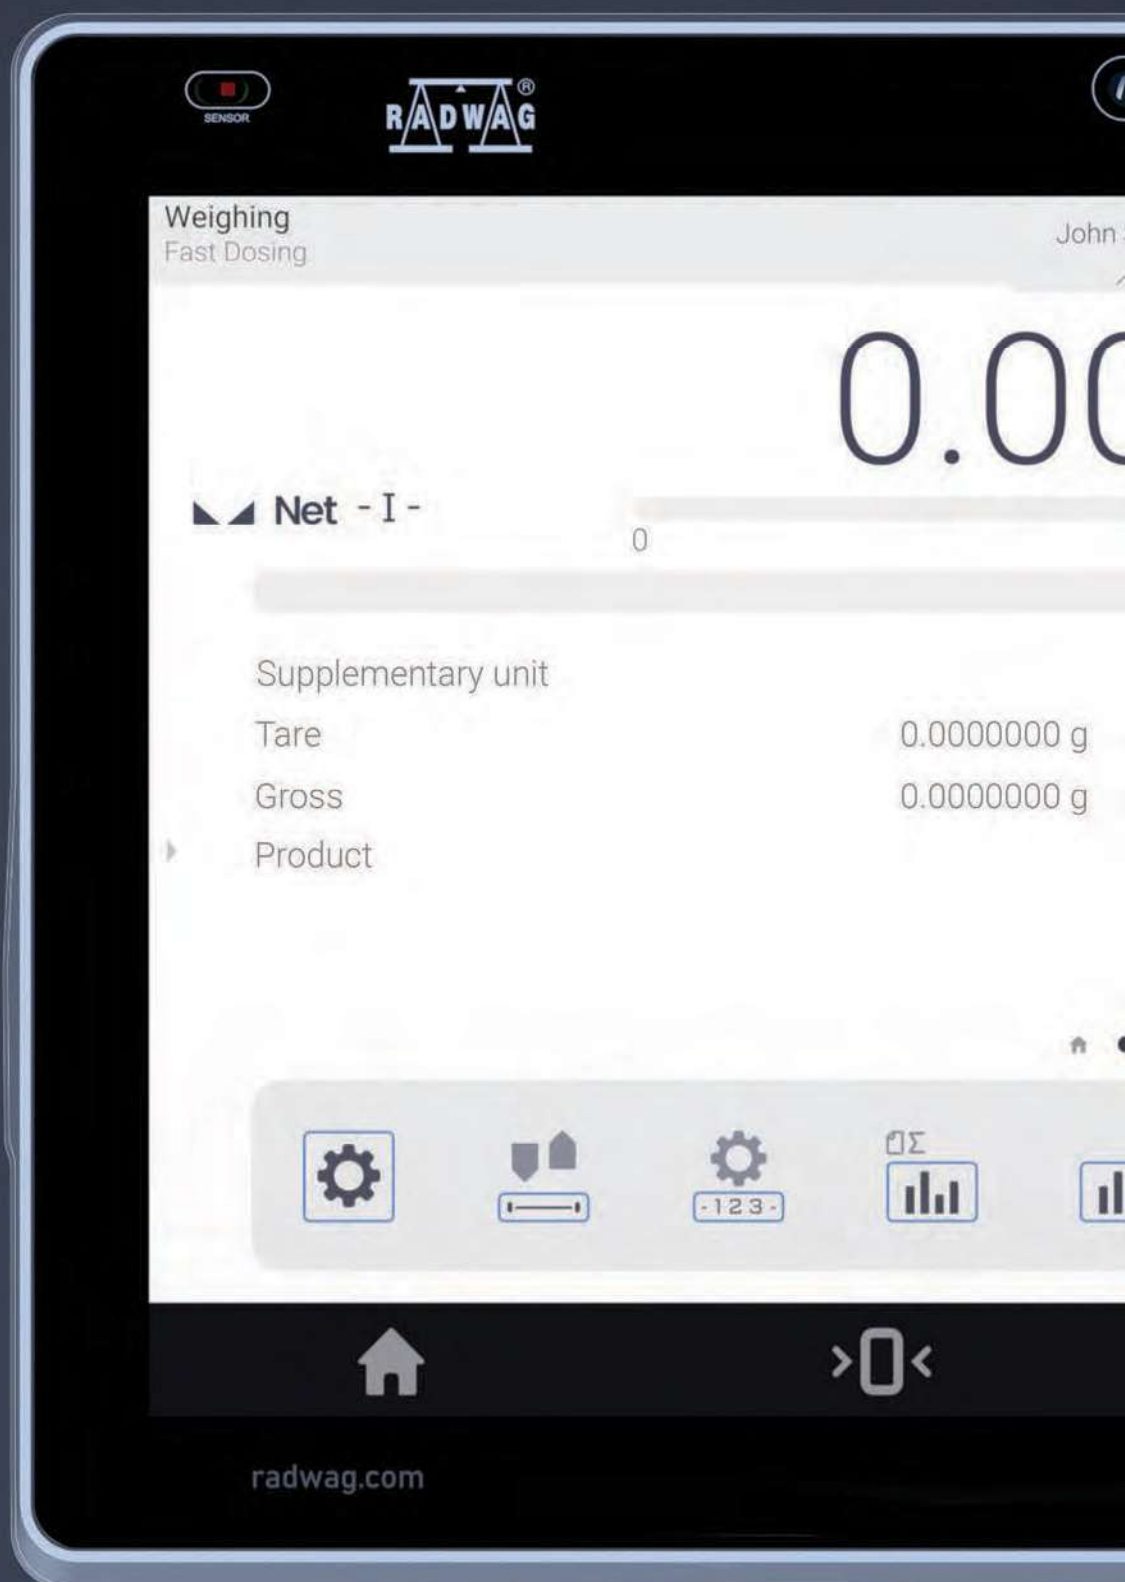 SENSOR
RADWAG®
Weighing
Fast Dosing
John
0.00
Net - I -
0
Supplementary unit
Tare 0.0000000 g
Gross 0.0000000 g
Product
Σ
-123-
>0<
radwag.com